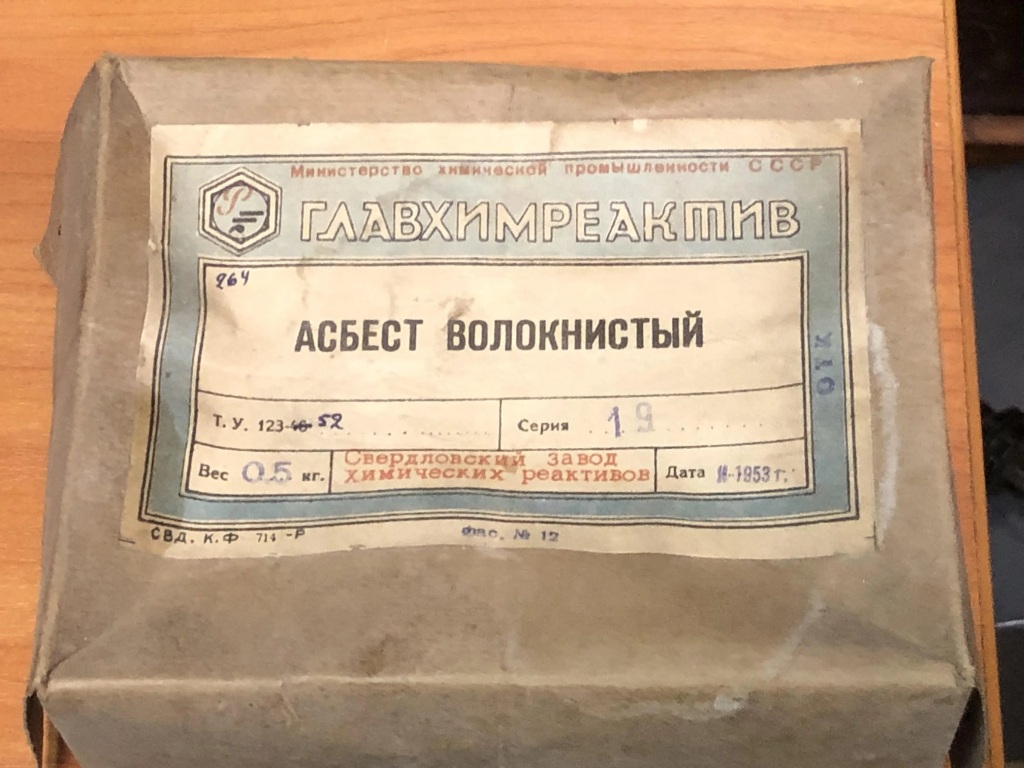 Министерство химической промышленности СССР
ГЛАВХИМРЕАКТИВ
264
АСБЕСТ ВОЛОКНИСТЫЙ
ОТК
Т. У. 123-46- 52
Серия 19
Вес 0.5 кг.
Свердловский завод
химических реактивов
Дата 1953 г.
СВД. К.Ф 714 -Р
Фас. № 12